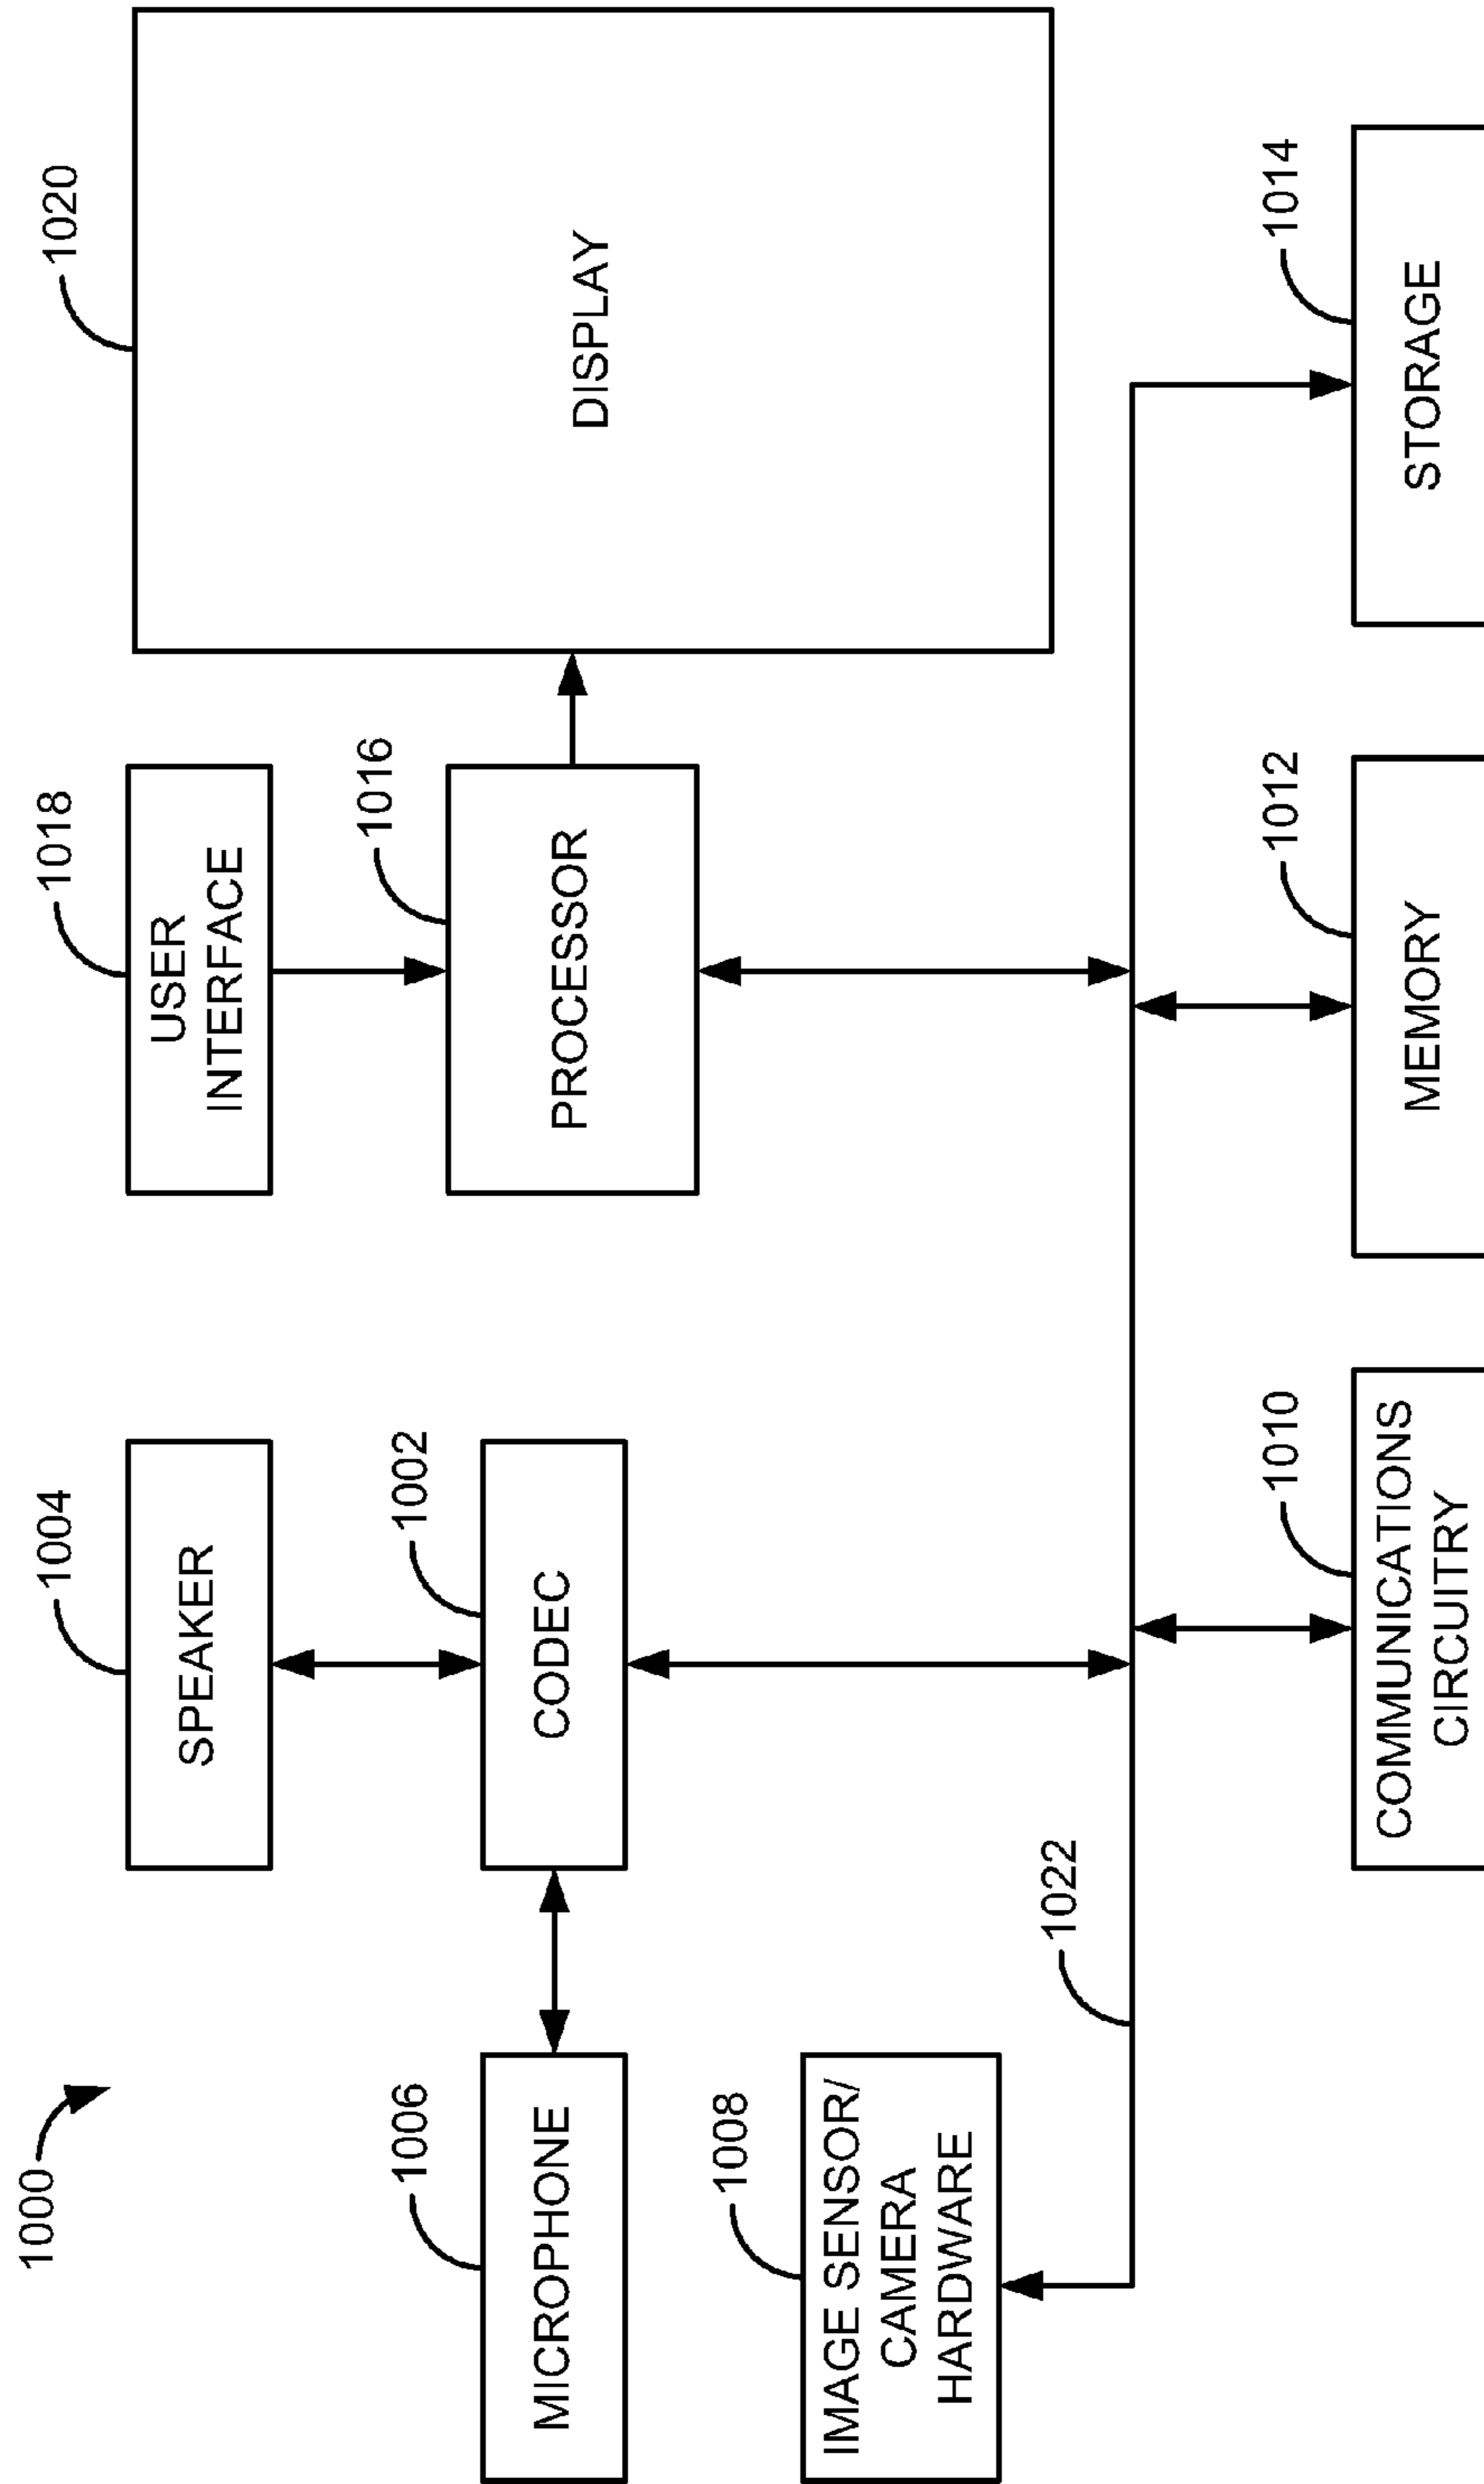 1000
1004
SPEAKER
1018
USER
INTERFACE
1020
DISPLAY
1006
MICROPHONE
1002
CODEC
1016
PROCESSOR
1008
IMAGE SENSOR/
CAMERA
HARDWARE
1022
1010
COMMUNICATIONS
CIRCUITRY
1012
MEMORY
1014
STORAGE